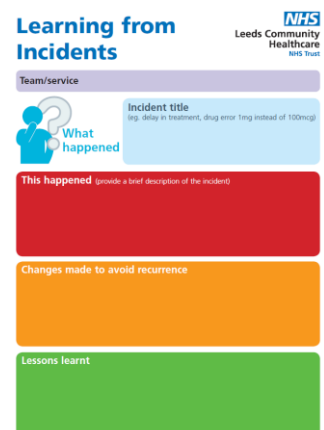 Learning from
Incidents
NHS
Leeds Community
Healthcare
NHS Trust
Team/service
What
happened
Incident title
(eg. delay in treatment, drug error 1mg instead of 100mcg)
This happened (provide a brief description of the incident)
Changes made to avoid recurrence
Lessons learnt